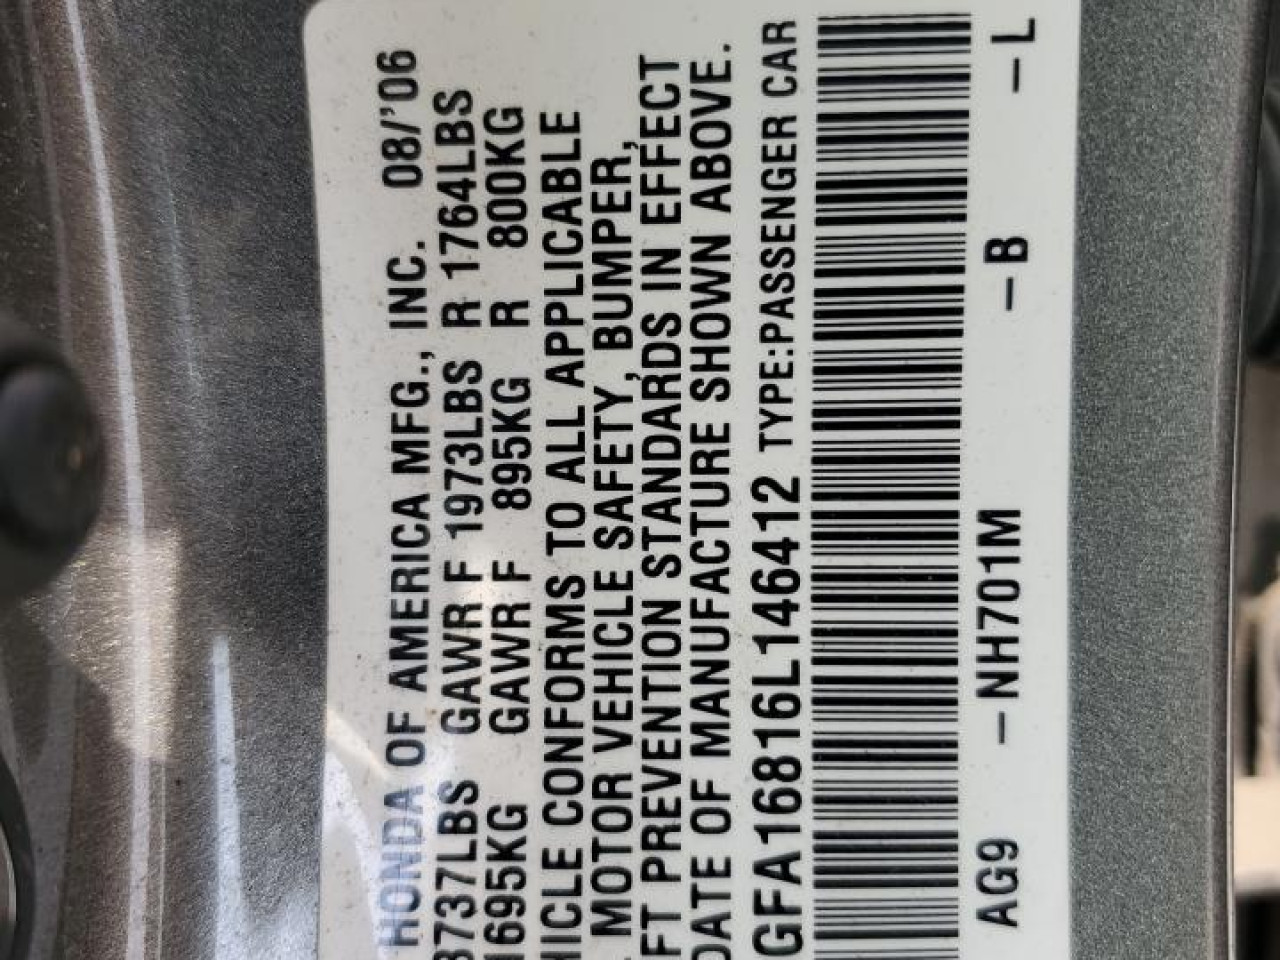 HONDA OF AMERICA MFG., INC. 08/'06
3737LBS GAWR F 1973LBS R 1764LBS
1695KG GAWR F 895KG R 800KG
HICLE CONFORMS TO ALL APPLICABLE
MOTOR VEHICLE SAFETY, BUMPER,
FT PREVENTION STANDARDS IN EFFECT
DATE OF MANUFACTURE SHOWN ABOVE.
GFA16816L146412 TYPE:PASSENGER CAR
AG9 -NH701M -B -L